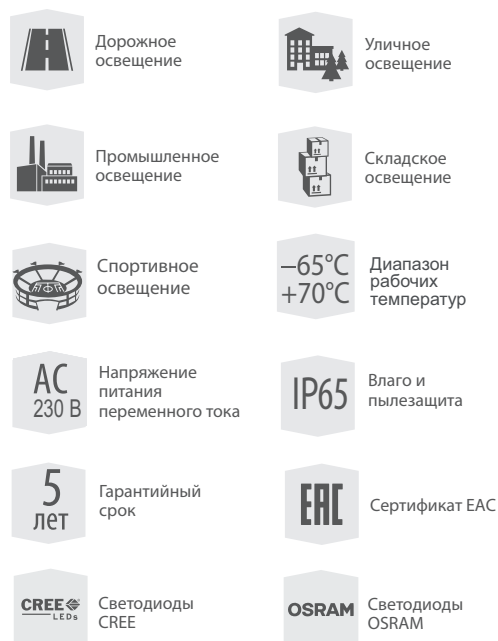 Дорожное
освещение
Уличное
освещение
Промышленное
освещение
Складское
освещение
Спортивное
освещение
–65°C
+70°C
Диапазон
рабочих
температур
AC
230 В
Напряжение
питания
переменного тока
IP65
Влаго и
пылезащита
5
лет
Гарантийный
срок
EAC
Сертификат EAC
CREE
LEDs
Светодиоды
CREE
OSRAM
Светодиоды
OSRAM